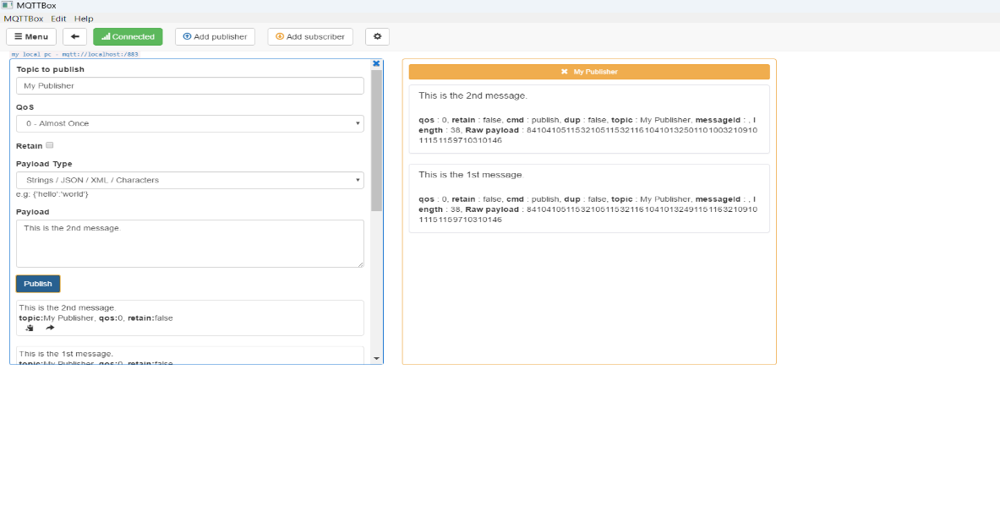 MQTTBox
MQTTBox Edit Help
Menu Connected Add publisher Add subscriber
my local pc - mqtt://localhost:/883
Topic to publish
My Publisher
QoS
0 - Almost Once
Retain
Payload Type
Strings / JSON / XML / Characters
e.g: {'hello':'world'}
Payload
This is the 2nd message.
Publish
This is the 2nd message.
topic:My Publisher, qos:0, retain:false
This is the 1st message.
topic:My Publisher, qos:0, retain:false
My Publisher
This is the 2nd message.
qos : 0, retain : false, cmd : publish, dup : false, topic : My Publisher, messageId : , l
ength : 38, Raw payload : 84104105115321051153211610410132501101003210910
11151159710310146
This is the 1st message.
qos : 0, retain : false, cmd : publish, dup : false, topic : My Publisher, messageId : , l
ength : 38, Raw payload : 84104105115321051153211610410132491151163210910
11151159710310146